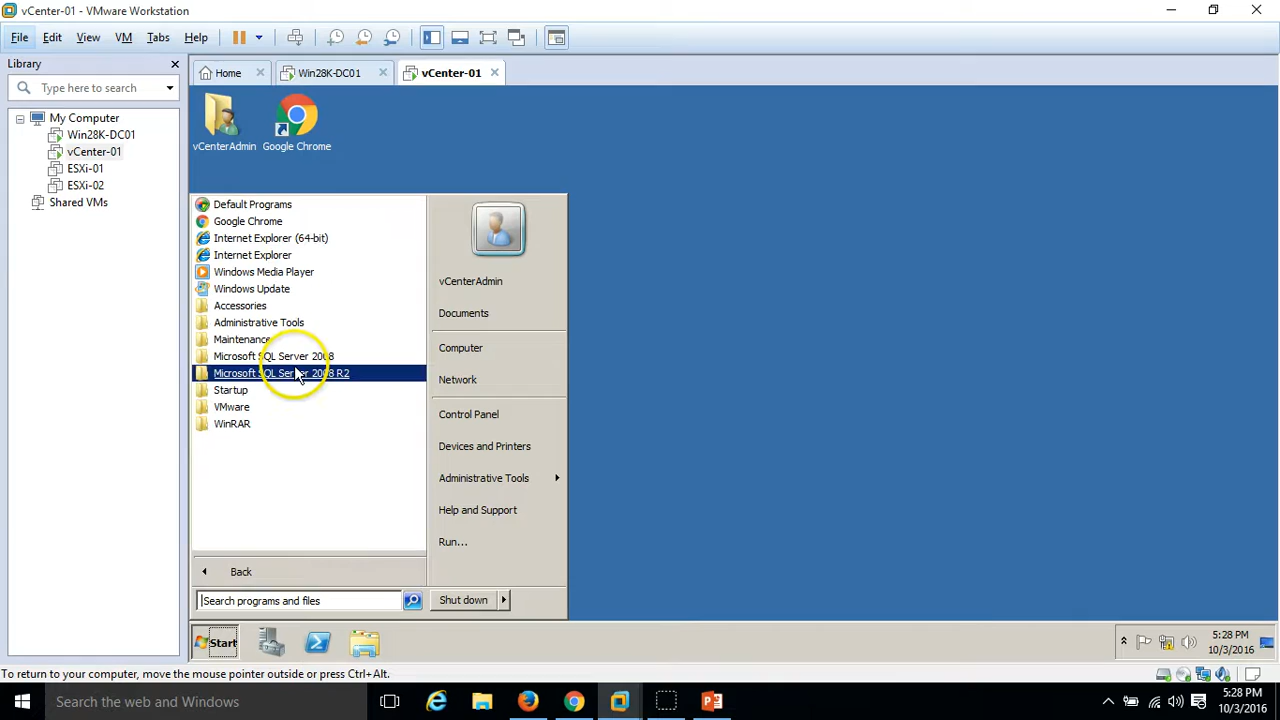 vCenter-01 - VMware Workstation
File Edit View VM Tabs Help
Library
Type here to search
My Computer
Win28K-DC01
vCenter-01
ESXi-01
ESXi-02
Shared VMs
Home Win28K-DC01 vCenter-01
vCenterAdmin Google Chrome
Default Programs
Google Chrome
Internet Explorer (64-bit)
Internet Explorer
Windows Media Player
Windows Update
Accessories
Administrative Tools
Maintenance
Microsoft SQL Server 2008
Microsoft SQL Server 2008 R2
Startup
VMware
WinRAR
Back
Search programs and files
vCenterAdmin
Documents
Computer
Network
Control Panel
Devices and Printers
Administrative Tools
Help and Support
Run...
Shut down
Start
5:28 PM
10/3/2016
To return to your computer, move the mouse pointer outside or press Ctrl+Alt.
Search the web and Windows
5:28 PM
10/3/2016